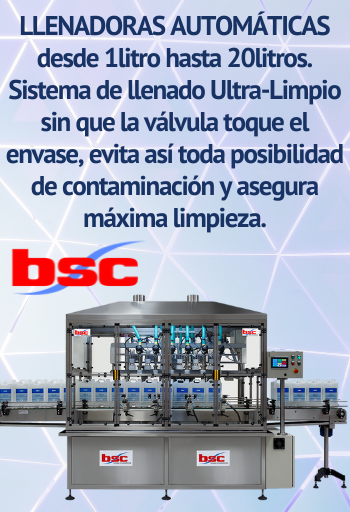 LLENADORAS AUTOMÁTICAS
desde 1litro hasta 20litros.
Sistema de llenado Ultra-Limpio
sin que la válvula toque el
envase, evita así toda posibilidad
de contaminación y asegura
máxima limpieza.
bsc
bsc
bsc
bsc
bsc